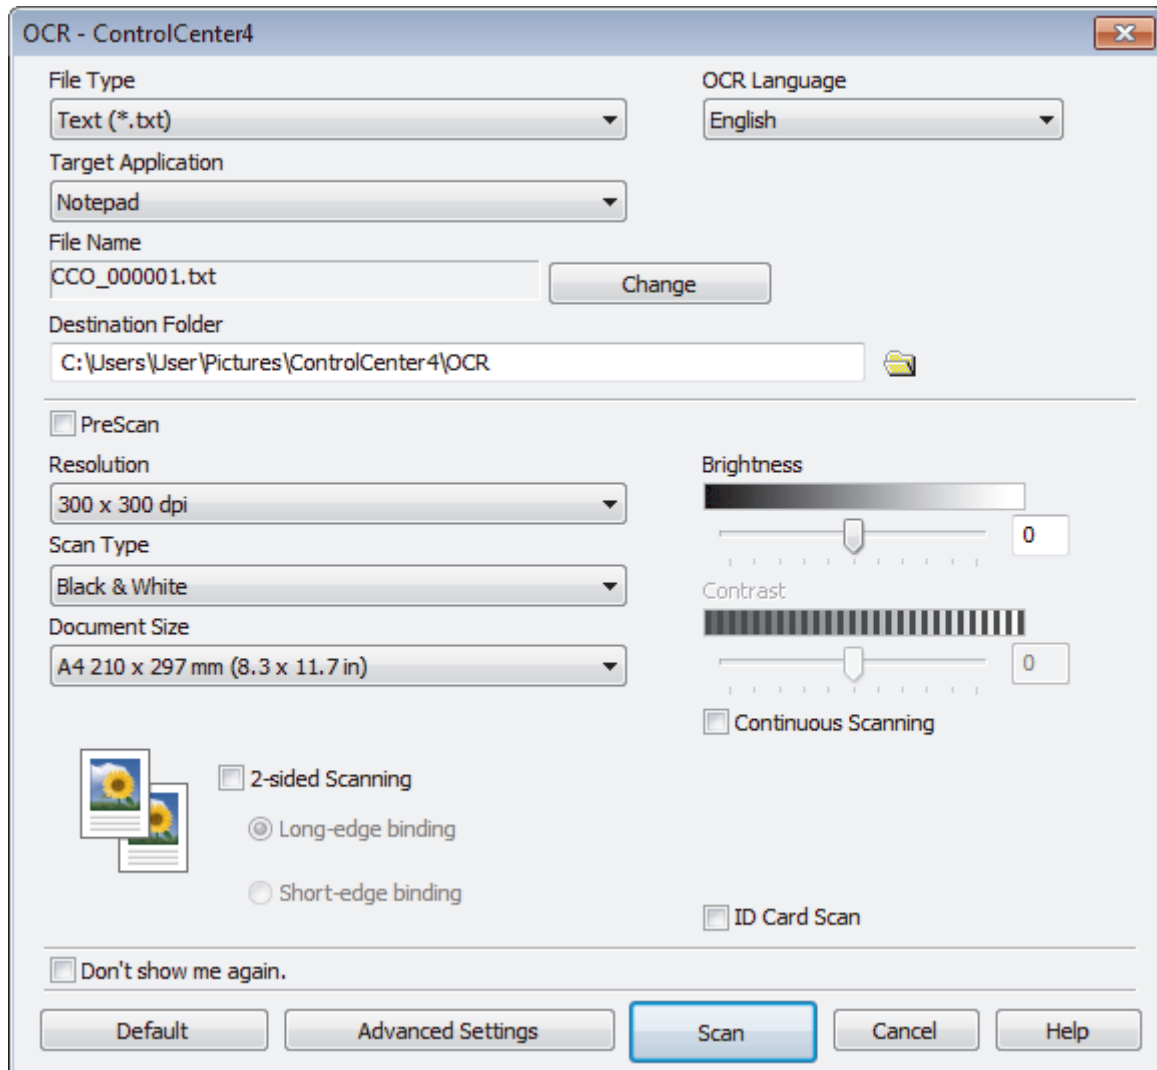 OCR - ControlCenter4
File Type
OCR Language
Text (*.txt)
English
Target Application
Notepad
File Name
CCO_000001.txt
Change
Destination Folder
C:\Users\User\Pictures\ControlCenter4\OCR
PreScan
Resolution
Brightness
300 x 300 dpi
0
Scan Type
Black & White
Contrast
Document Size
A4 210 x 297 mm (8.3 x 11.7 in)
0
Continuous Scanning
2-sided Scanning
Long-edge binding
Short-edge binding
ID Card Scan
Don't show me again.
Default Advanced Settings Scan Cancel Help